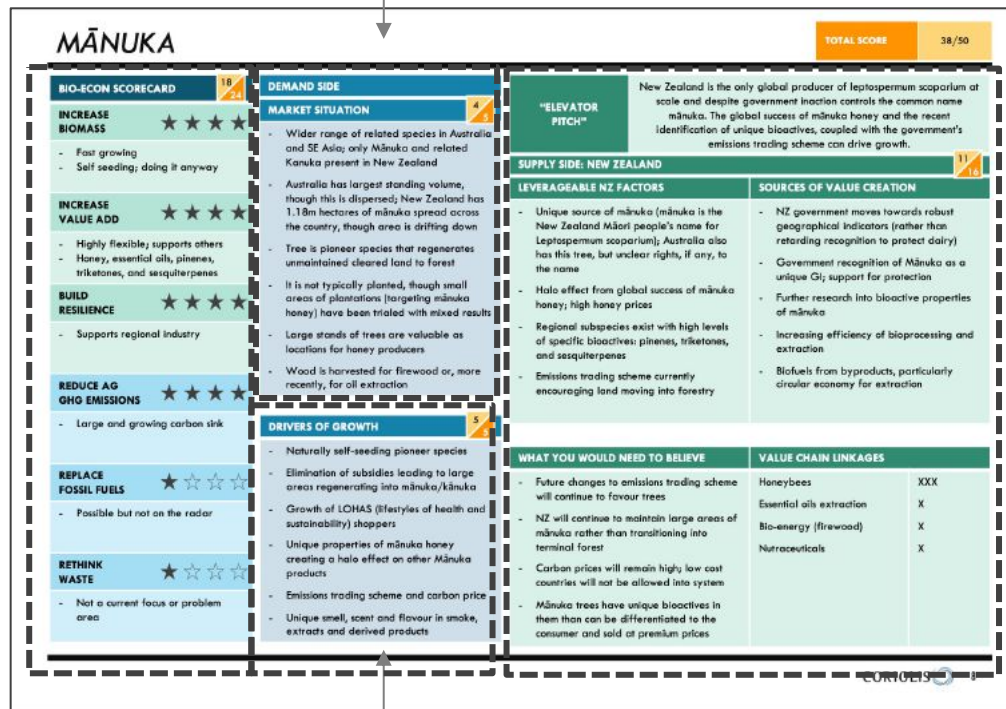 MĀNUKA
TOTAL SCORE 38/50
BIO-ECON SCORECARD 18/24
INCREASE
BIOMASS ★★★★
- Fast growing
- Self seeding; doing it anyway
INCREASE
VALUE ADD ★★★★
- Highly flexible; supports others
- Honey, essential oils, pinenes,
triketones, and sesquiterpenes
BUILD
RESILIENCE ★★★★
- Supports regional industry
REDUCE AG
GHG EMISSIONS ★★★★
- Large and growing carbon sink
REPLACE
FOSSIL FUELS ★☆☆☆
- Possible but not on the radar
RETHINK
WASTE ★☆☆☆
- Not a current focus or problem
area
DEMAND SIDE
MARKET SITUATION 4/5
- Wider range of related species in Australia
and SE Asia; only Mānuka and related
Kanuka present in New Zealand
- Australia has largest standing volume,
though this is dispersed; New Zealand has
1.18m hectares of mānuka spread across
the country, though area is drifting down
- Tree is pioneer species that regenerates
unmaintained cleared land to forest
- It is not typically planted, though small
areas of plantations (targeting mānuka
honey) have been trialed with mixed results
- Large stands of trees are valuable as
locations for honey producers
- Wood is harvested for firewood or, more
recently, for oil extraction
DRIVERS OF GROWTH 5/5
- Naturally self-seeding pioneer species
- Elimination of subsidies leading to large
areas regenerating into mānuka/kānuka
- Growth of LOHAS (lifestyles of health and
sustainability) shoppers
- Unique properties of mānuka honey
creating a halo effect on other Mānuka
products
- Emissions trading scheme and carbon price
- Unique smell, scent and flavour in smoke,
extracts and derived products
"ELEVATOR
PITCH"
New Zealand is the only global producer of leptospermum scoparium at
scale and despite government inaction controls the common name
mānuka. The global success of mānuka honey and the recent
identification of unique bioactives, coupled with the government's
emissions trading scheme can drive growth.
SUPPLY SIDE: NEW ZEALAND 11/16
LEVERAGEABLE NZ FACTORS
- Unique source of mānuka (mānuka is the
New Zealand Māori people's name for
Leptospermum scoparium); Australia also
has this tree, but unclear rights, if any, to
the name
- Halo effect from global success of mānuka
honey; high honey prices
- Regional subspecies exist with high levels
of specific bioactives: pinenes, triketones,
and sesquiterpenes
- Emissions trading scheme currently
encouraging land moving into forestry
SOURCES OF VALUE CREATION
- NZ government moves towards robust
geographical indicators (rather than
retarding recognition to protect dairy)
- Government recognition of Mānuka as a
unique GI; support for protection
- Further research into bioactive properties
of mānuka
- Increasing efficiency of bioprocessing and
extraction
- Biofuels from byproducts, particularly
circular economy for extraction
WHAT YOU WOULD NEED TO BELIEVE
- Future changes to emissions trading scheme
will continue to favour trees
- NZ will continue to maintain large areas of
mānuka rather than transitioning into
terminal forest
- Carbon prices will remain high; low cost
countries will not be allowed into system
- Mānuka trees have unique bioactives in
them than can be differentiated to the
consumer and sold at premium prices
VALUE CHAIN LINKAGES
Honeybees XXX
Essential oils extraction X
Bio-energy (firewood) X
Nutraceuticals X
CORIOLIS